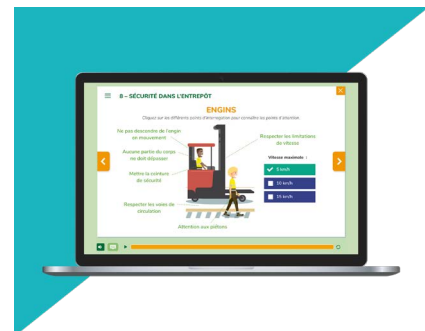 8 – SÉCURITÉ DANS L'ENTREPÔT
ENGINS
Cliquez sur les différents points d'interrogation pour connaître les points d'attention.
Ne pas descendre de l'engin
en mouvement
Aucune partie du corps
ne doit dépasser
Mettre la ceinture
de sécurité
Respecter les voies de
circulation
Attention aux piétons
Respecter les limitations
de vitesse
Vitesse maximale :
5 km/h
10 km/h
15 km/h